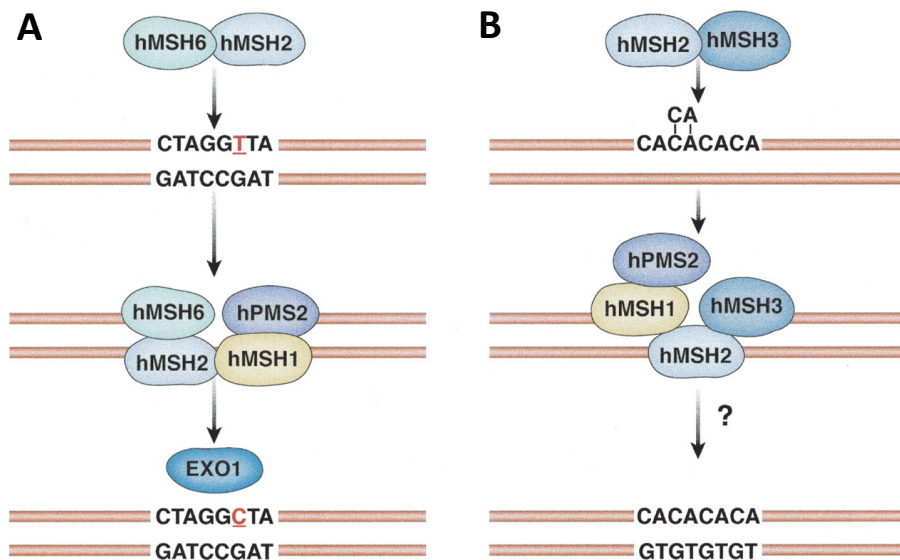 A
hMSH6 hMSH2
CTAGGTTA
GATCCGAT
hMSH6 hPMS2
hMSH2 hMSH1
EXO1
CTAGGCTA
GATCCGAT
B
hMSH2 hMSH3
CA
CACACACA
hPMS2
hMSH1 hMSH3
hMSH2
?
CACACACA
GTGTGTGT